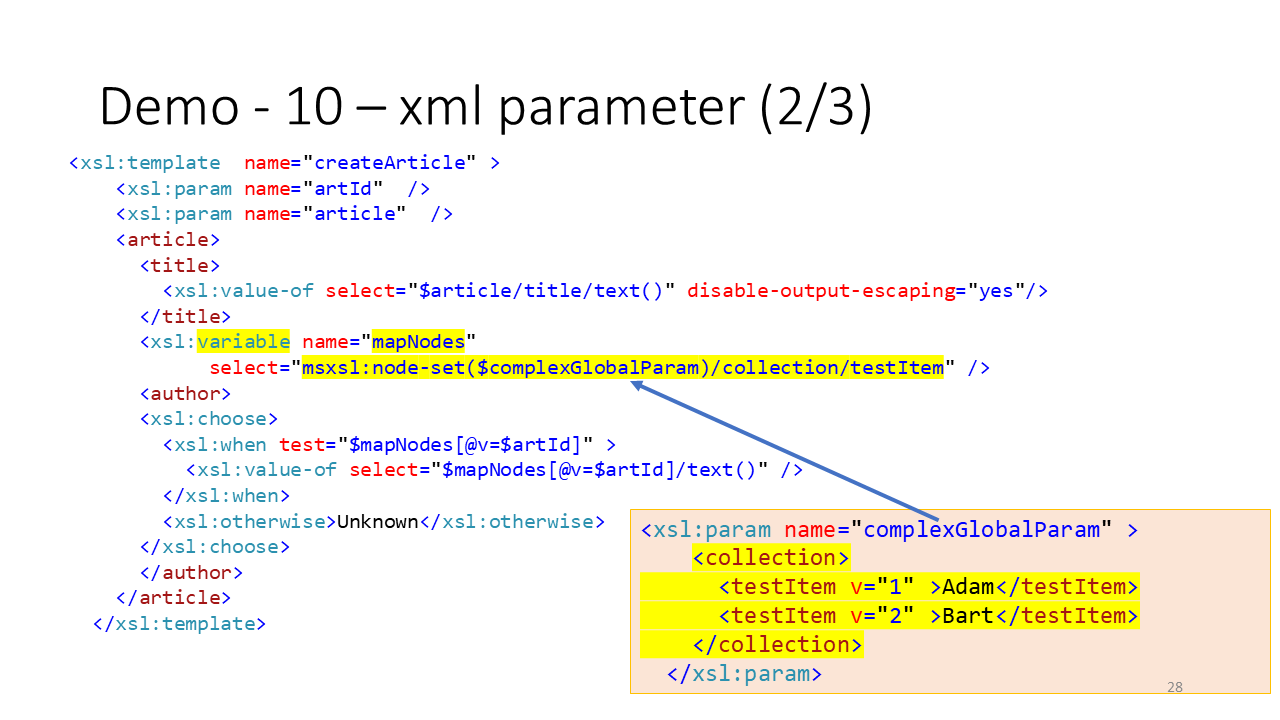 Demo - 10 – xml parameter (2/3)
<xsl:template  name="createArticle" >
    <xsl:param name="artId"  />
    <xsl:param name="article"  />
    <article>
      <title>
        <xsl:value-of select="$article/title/text()" disable-output-escaping="yes"/>
      </title>
      <xsl:variable name="mapNodes"
            select="msxsl:node-set($complexGlobalParam)/collection/testItem" />
      <author>
      <xsl:choose>
        <xsl:when test="$mapNodes[@v=$artId]" >
          <xsl:value-of select="$mapNodes[@v=$artId]/text()" />
        </xsl:when>
        <xsl:otherwise>Unknown</xsl:otherwise>
      </xsl:choose>
      </author>
    </article>
  </xsl:template>
<xsl:param name="complexGlobalParam" >
    <collection>
      <testItem v="1" >Adam</testItem>
      <testItem v="2" >Bart</testItem>
    </collection>
  </xsl:param>
28